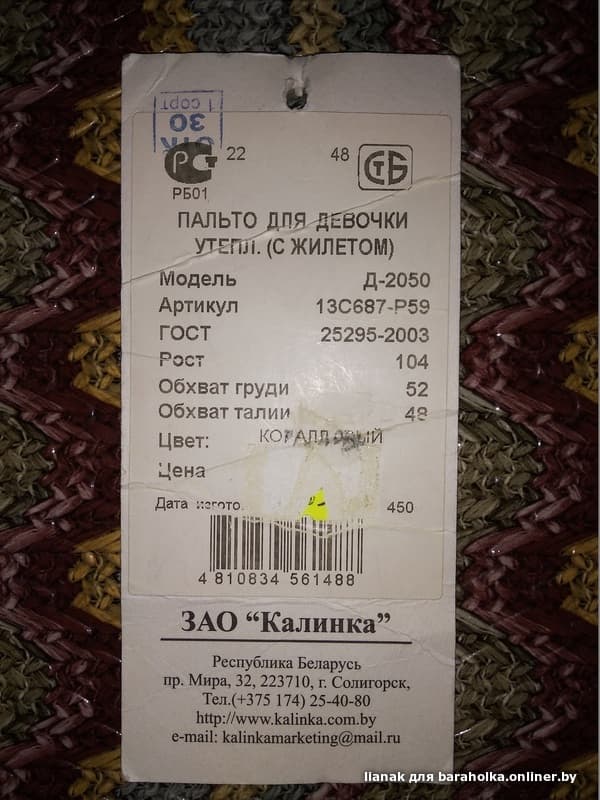 ОТК
30
1 сорт
РСТ 22 48 СТБ
РБ01
ПАЛЬТО ДЛЯ ДЕВОЧКИ
УТЕПЛ. (С ЖИЛЕТОМ)
Модель Д-2050
Артикул 13С687-Р59
ГОСТ 25295-2003
Рост 104
Обхват груди 52
Обхват талии 48
Цвет: КОРАЛЛОВЫЙ
Цена
Дата изгото. 450
4 810834 561488
ЗАО “Калинка”
Республика Беларусь
пр. Мира, 32, 223710, г. Солигорск,
Тел.(+375 174) 25-40-80
http://www.kalinka.com.by
e-mail: kalinkamarketing@mail.ru
llanak для baraholka.onliner.by